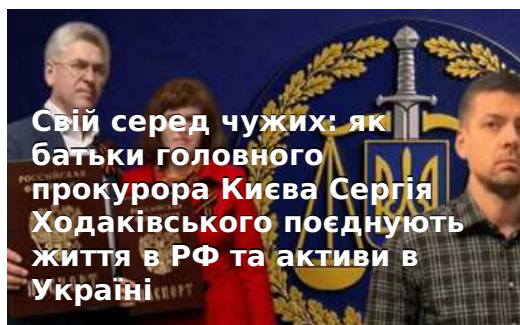 Свій серед чужих: як
батьки головного
прокурора Києва Сергія
Ходаківського поєднують
життя в РФ та активи в
Україні